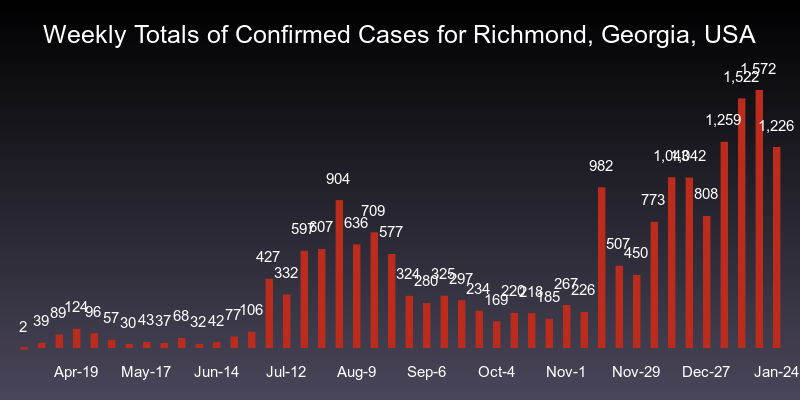 Weekly Totals of Confirmed Cases for Richmond, Georgia, USA
2 39 89 124 96 57 30 43 37 68 32 42 77 106 427 332 597 607 904 636 709 577 324 280 325 297 234 169 220 218 185 267 226 982 507 450 773 1,042 808 1,259 1,522 1,572 1,226
Apr-19 May-17 Jun-14 Jul-12 Aug-9 Sep-6 Oct-4 Nov-1 Nov-29 Dec-27 Jan-24